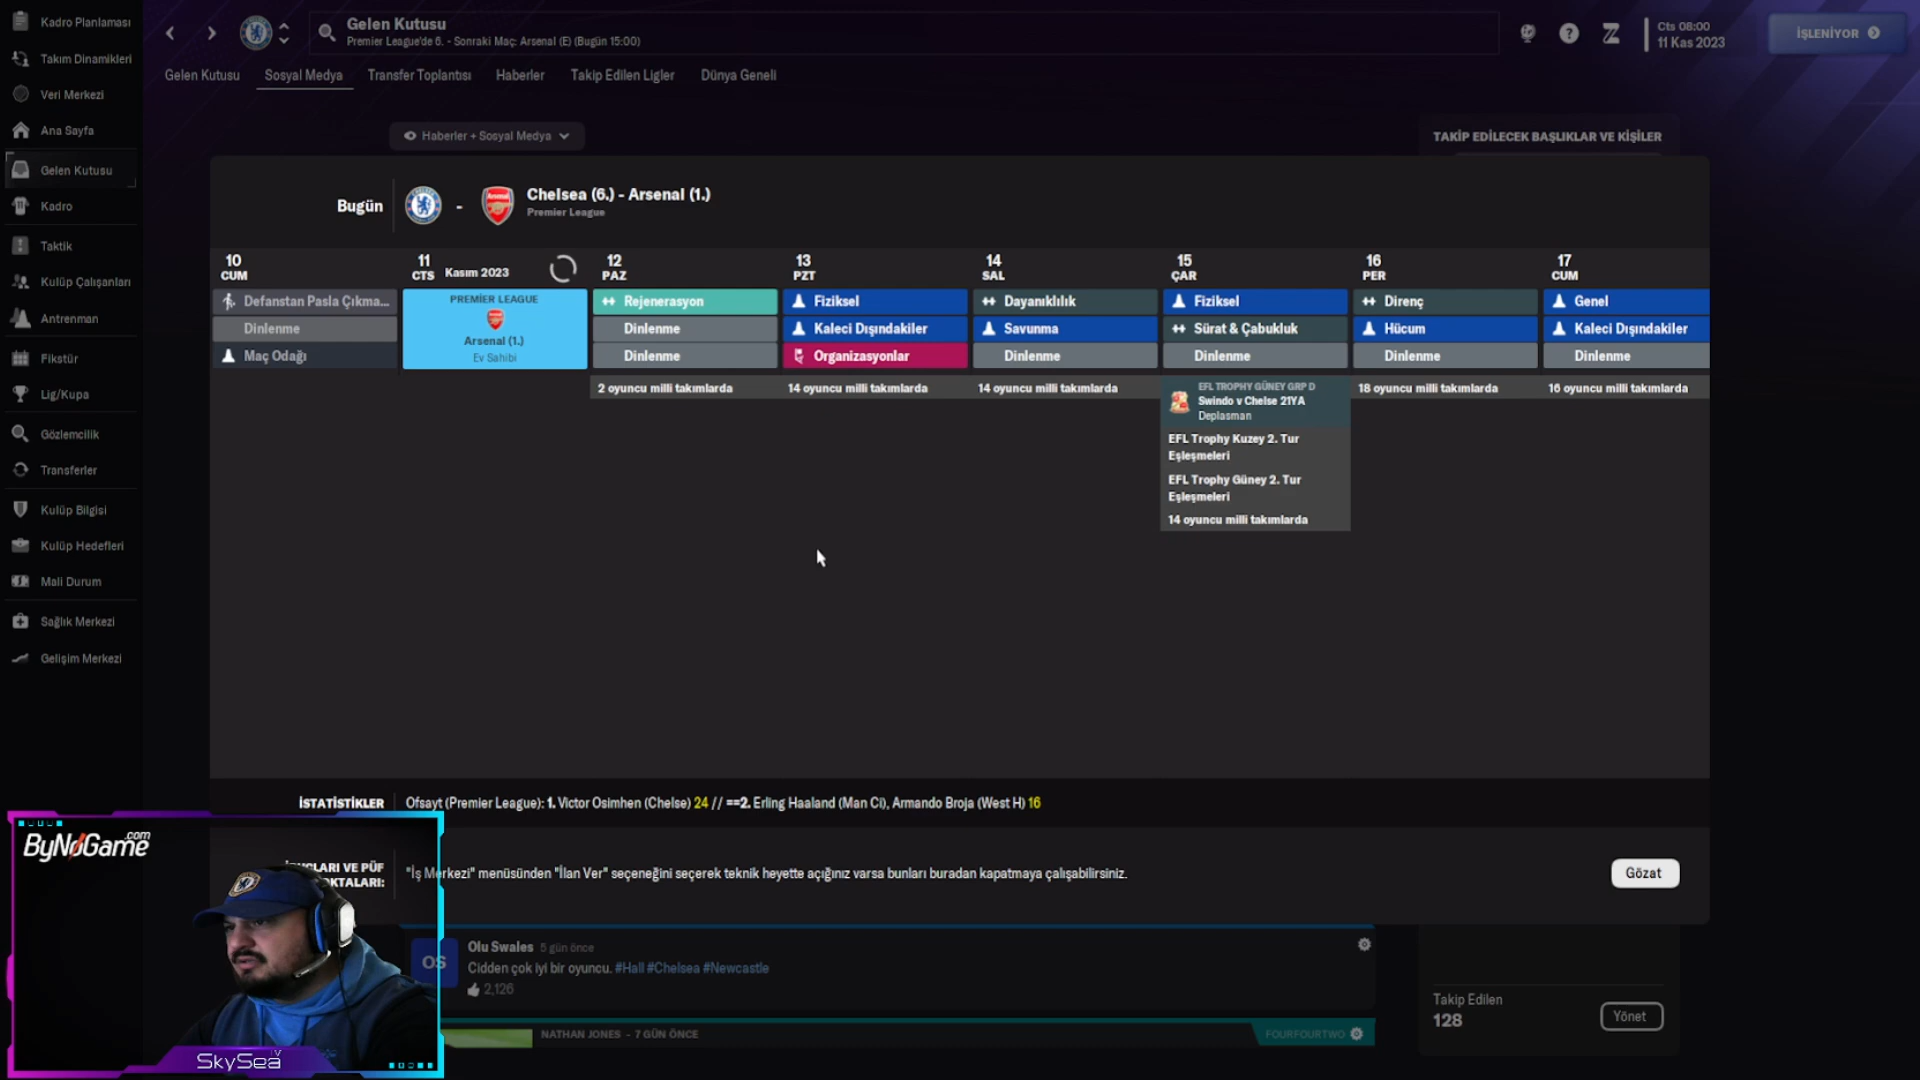 Kadro Planlaması
Takım Dinamikleri
Veri Merkezi
Ana Sayfa
Gelen Kutusu
Kadro
Taktik
Kulüp Çalışanları
Antrenman
Fikstür
Lig/Kupa
Gözlemcilik
Transferler
Kulüp Bilgisi
Kulüp Hedefleri
Mali Durum
Sağlık Merkezi
Gelişim Merkezi
Gelen Kutusu
Premier League'de 6. - Sonraki Maç: Arsenal (E) (Bugün 15:00)
Cts 08:00
11 Kas 2023
İŞLENİYOR
Gelen Kutusu Sosyal Medya Transfer Toplantısı Haberler Takip Edilen Ligler Dünya Geneli
Haberler + Sosyal Medya
TAKİP EDİLECEK BAŞLIKLAR VE KİŞİLER
Bugün - Chelsea (6.) - Arsenal (1.)
Premier League
10 CUM
Defanstan Pasla Çıkma...
Dinlenme
Maç Odağı
11 CTS Kasım 2023
PREMİER LEAGUE
Arsenal (1.)
Ev Sahibi
12 PAZ
Rejenerasyon
Dinlenme
Dinlenme
2 oyuncu milli takımlarda
13 PZT
Fiziksel
Kaleci Dışındakiler
Organizasyonlar
14 oyuncu milli takımlarda
14 SAL
Dayanıklılık
Savunma
Dinlenme
14 oyuncu milli takımlarda
15 ÇAR
Fiziksel
Sürat & Çabukluk
Dinlenme
EFL TROPHY GÜNEY GRP D
Swindo v Chelse 21YA
Deplasman
EFL Trophy Kuzey 2. Tur
Eşleşmeleri
EFL Trophy Güney 2. Tur
Eşleşmeleri
14 oyuncu milli takımlarda
16 PER
Direnç
Hücum
Dinlenme
18 oyuncu milli takımlarda
17 CUM
Genel
Kaleci Dışındakiler
Dinlenme
16 oyuncu milli takımlarda
İSTATİSTİKLER Ofsayt (Premier League): 1. Victor Osimhen (Chelse) 24 // ==2. Erling Haaland (Man Ci), Armando Broja (West H) 16
"İş Merkezi" menüsünden "İlan Ver" seçeneğini seçerek teknik heyette açığınız varsa bunları buradan kapatmaya çalışabilirsiniz.
Gözat
ByNoGame.com
SkySea TV
OS
Olu Swales 5 gün önce
Cidden çok iyi bir oyuncu. #Hall #Chelsea #Newcastle
2,126
NATHAN JONES - 7 GÜN ÖNCE
FOURFOURTWO
Takip Edilen
128
Yönet